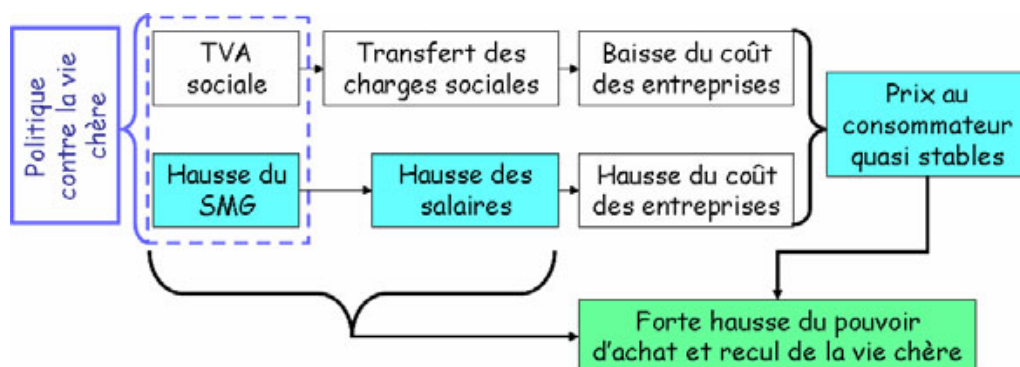 Politique
contre la vie
chère
TVA
sociale
Transfert des
charges sociales
Baisse du coût
des entreprises
Prix au
consommateur
quasi stables
Hausse du
SMG
Hausse des
salaires
Hausse du coût
des entreprises
Forte hausse du pouvoir
d'achat et recul de la vie chère